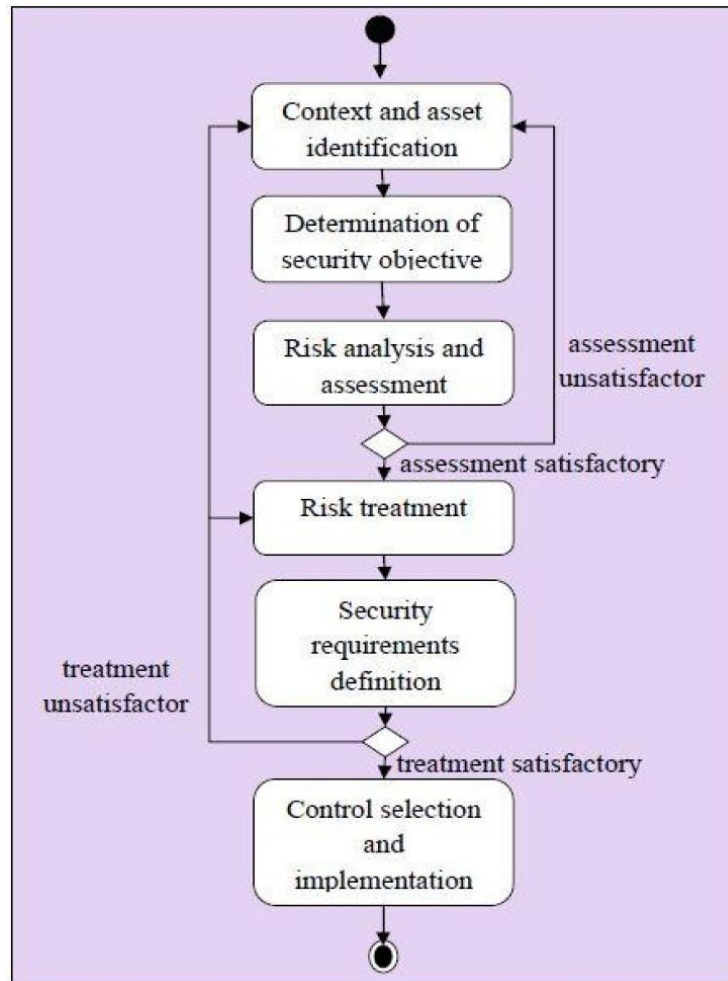 Context and asset
identification
Determination of
security objective
Risk analysis and
assessment
assessment
unsatisfactor
assessment satisfactory
Risk treatment
Security
requirements
definition
treatment
unsatisfactor
treatment satisfactory
Control selection
and
implementation